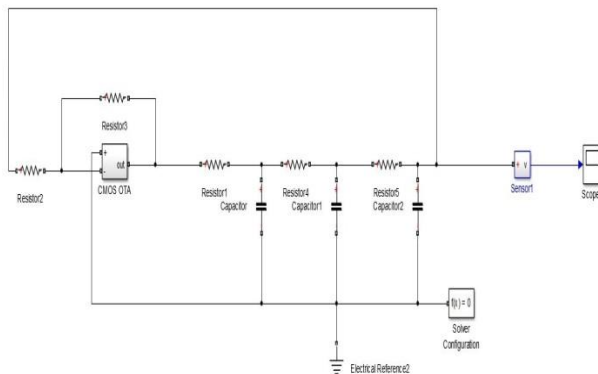 Resistor3
+
-
out
CMOS OTA
Resistor2
Resistor1
Capacitor
Resistor4
Capacitor1
Resistor5
Capacitor2
+ v
Sensor1
Scope
f(x) = 0
Solver
Configuration
Electrical Reference2